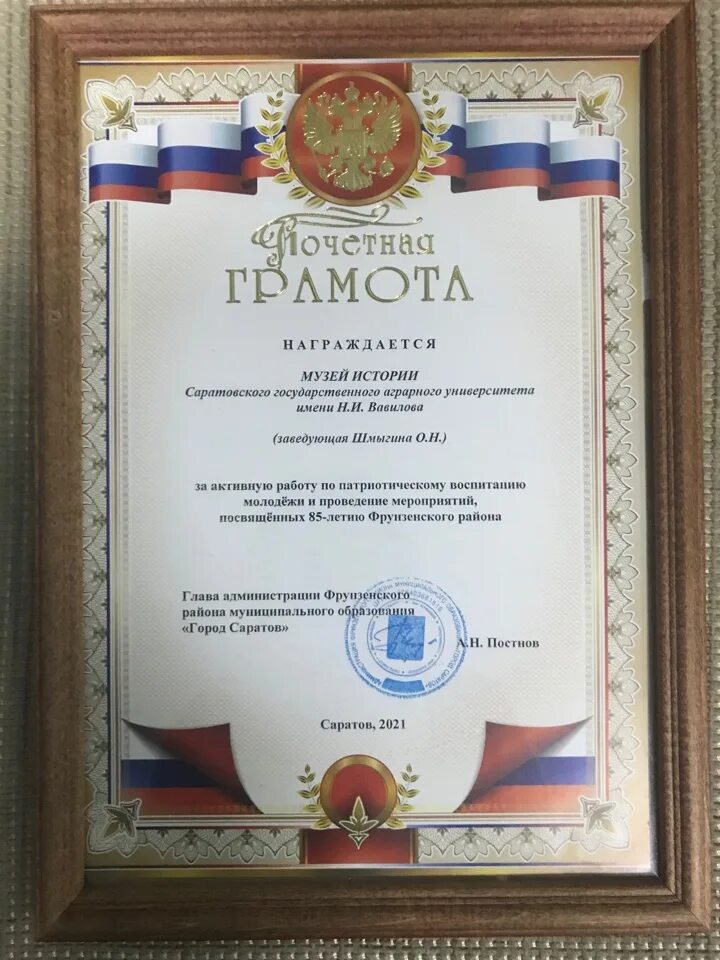 Почетная
ГРАМОТА
НАГРАЖДАЕТСЯ
МУЗЕЙ ИСТОРИИ
Саратовского государственного аграрного университета
имени Н.И. Вавилова
(заведующая Шмыгина О.Н.)
за активную работу по патриотическому воспитанию
молодёжи и проведение мероприятий,
посвящённых 85-летию Фрунзенского района
Глава администрации Фрунзенского
района муниципального образования
«Город Саратов»
А.Н. Постнов
Саратов, 2021